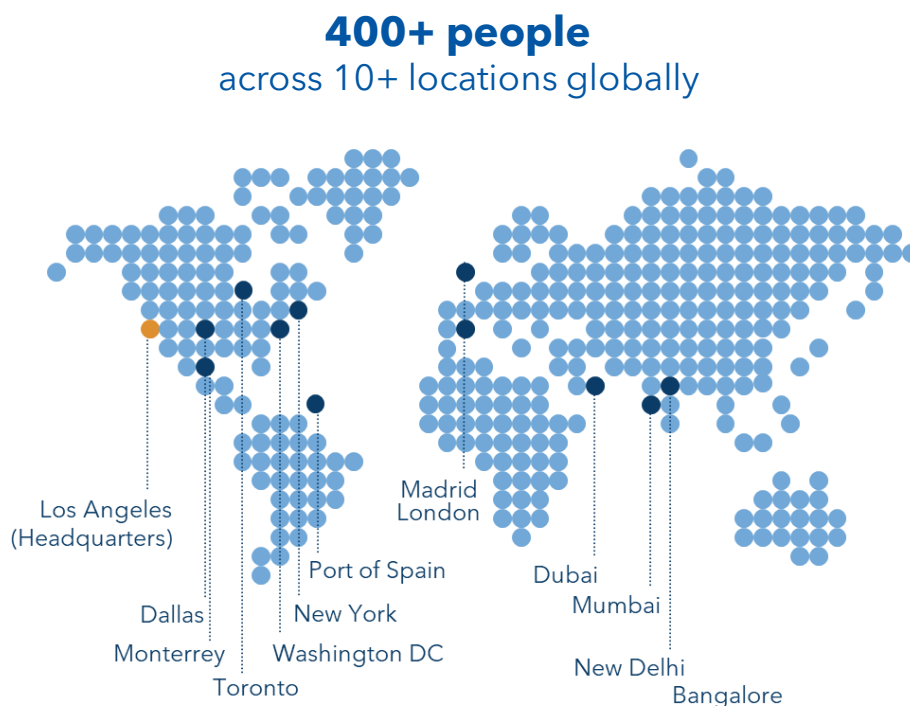 400+ people
across 10+ locations globally
Madrid
London
Los Angeles
(Headquarters)
Port of Spain
Dubai
Mumbai
Dallas
New York
Monterrey
Washington DC
New Delhi
Toronto
Bangalore